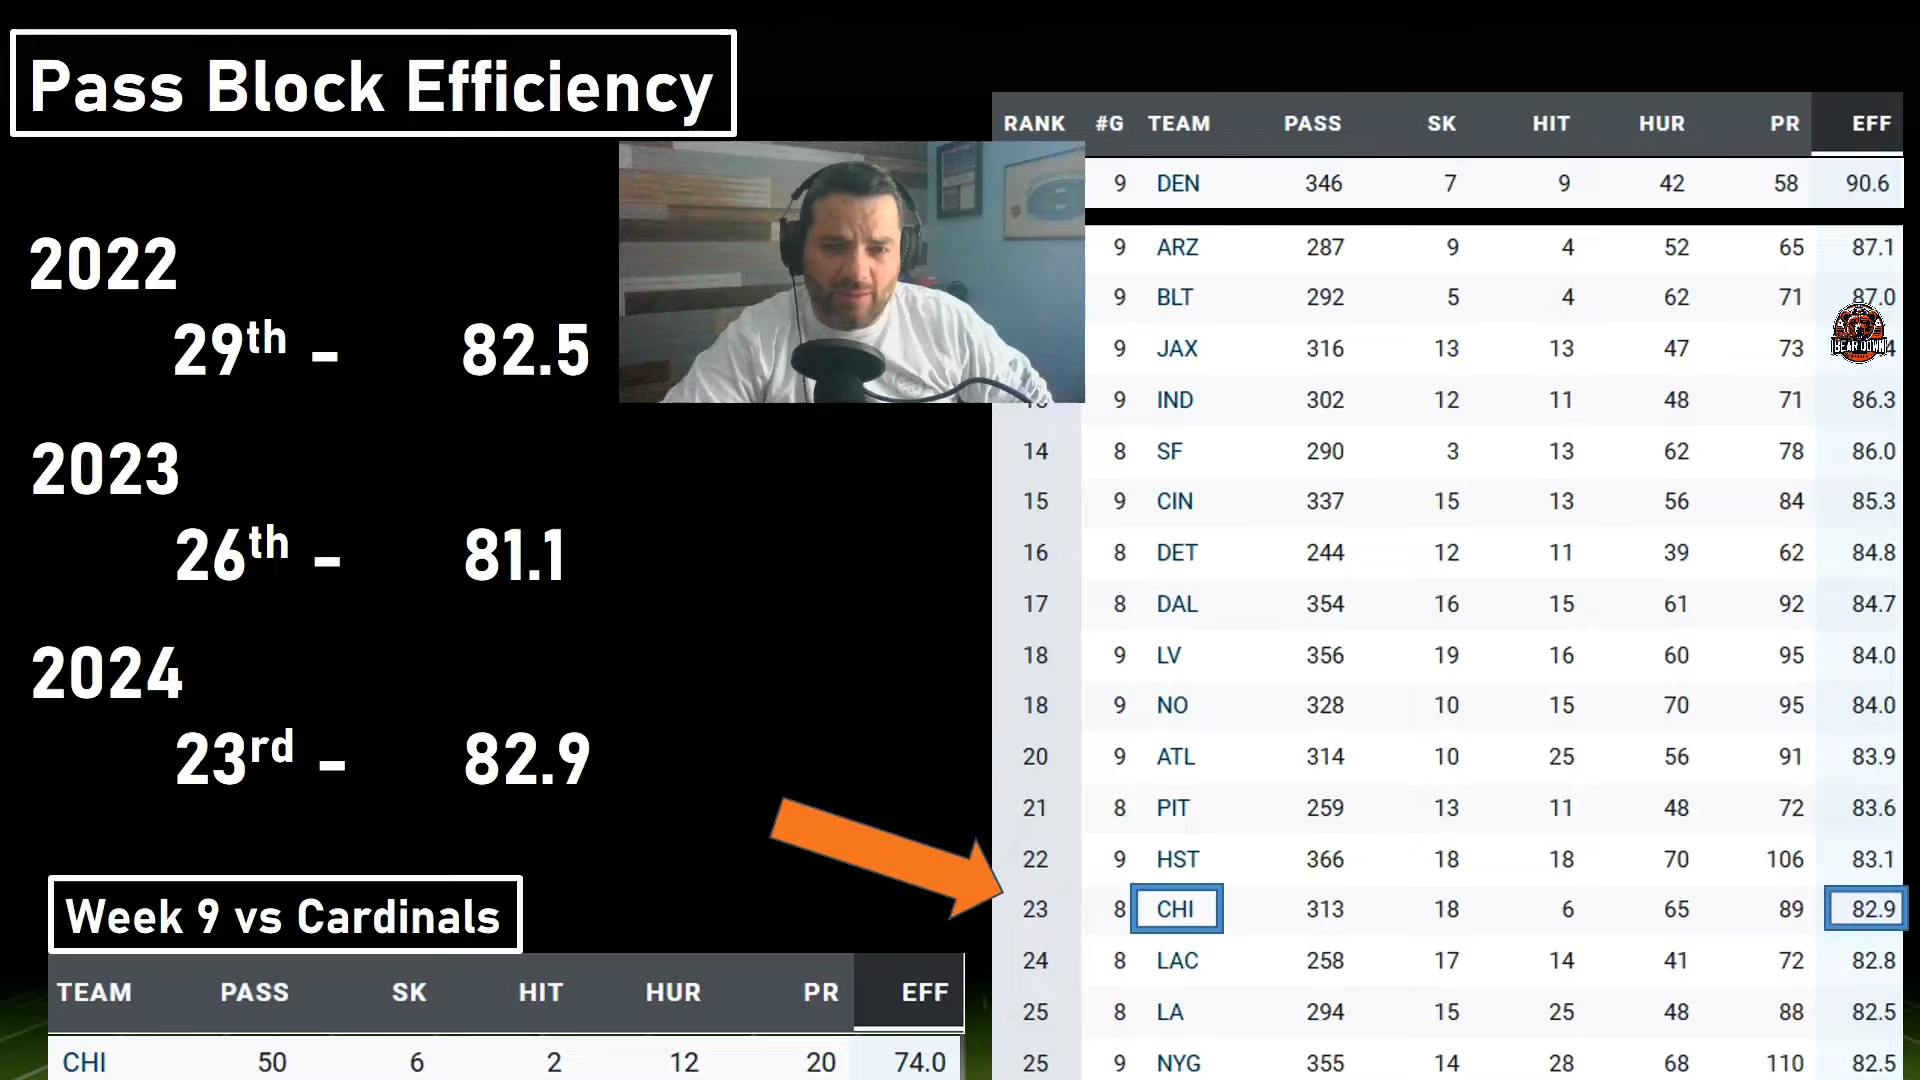 Pass Block Efficiency
2022
29th - 82.5
2023
26th - 81.1
2024
23rd - 82.9
Week 9 vs Cardinals
TEAM PASS SK HIT HUR PR EFF
CHI 50 6 2 12 20 74.0
RANK #G TEAM PASS SK HIT HUR PR EFF
9 DEN 346 7 9 42 58 90.6
9 ARZ 287 9 4 52 65 87.1
9 BLT 292 5 4 62 71 87.0
9 JAX 316 13 13 47 73
BEAR DOWN
9 IND 302 12 11 48 71 86.3
14 8 SF 290 3 13 62 78 86.0
15 9 CIN 337 15 13 56 84 85.3
16 8 DET 244 12 11 39 62 84.8
17 8 DAL 354 16 15 61 92 84.7
18 9 LV 356 19 16 60 95 84.0
18 9 NO 328 10 15 70 95 84.0
20 9 ATL 314 10 25 56 91 83.9
21 8 PIT 259 13 11 48 72 83.6
22 9 HST 366 18 18 70 106 83.1
23 8 CHI 313 18 6 65 89 82.9
24 8 LAC 258 17 14 41 72 82.8
25 8 LA 294 15 25 48 88 82.5
25 9 NYG 355 14 28 68 110 82.5